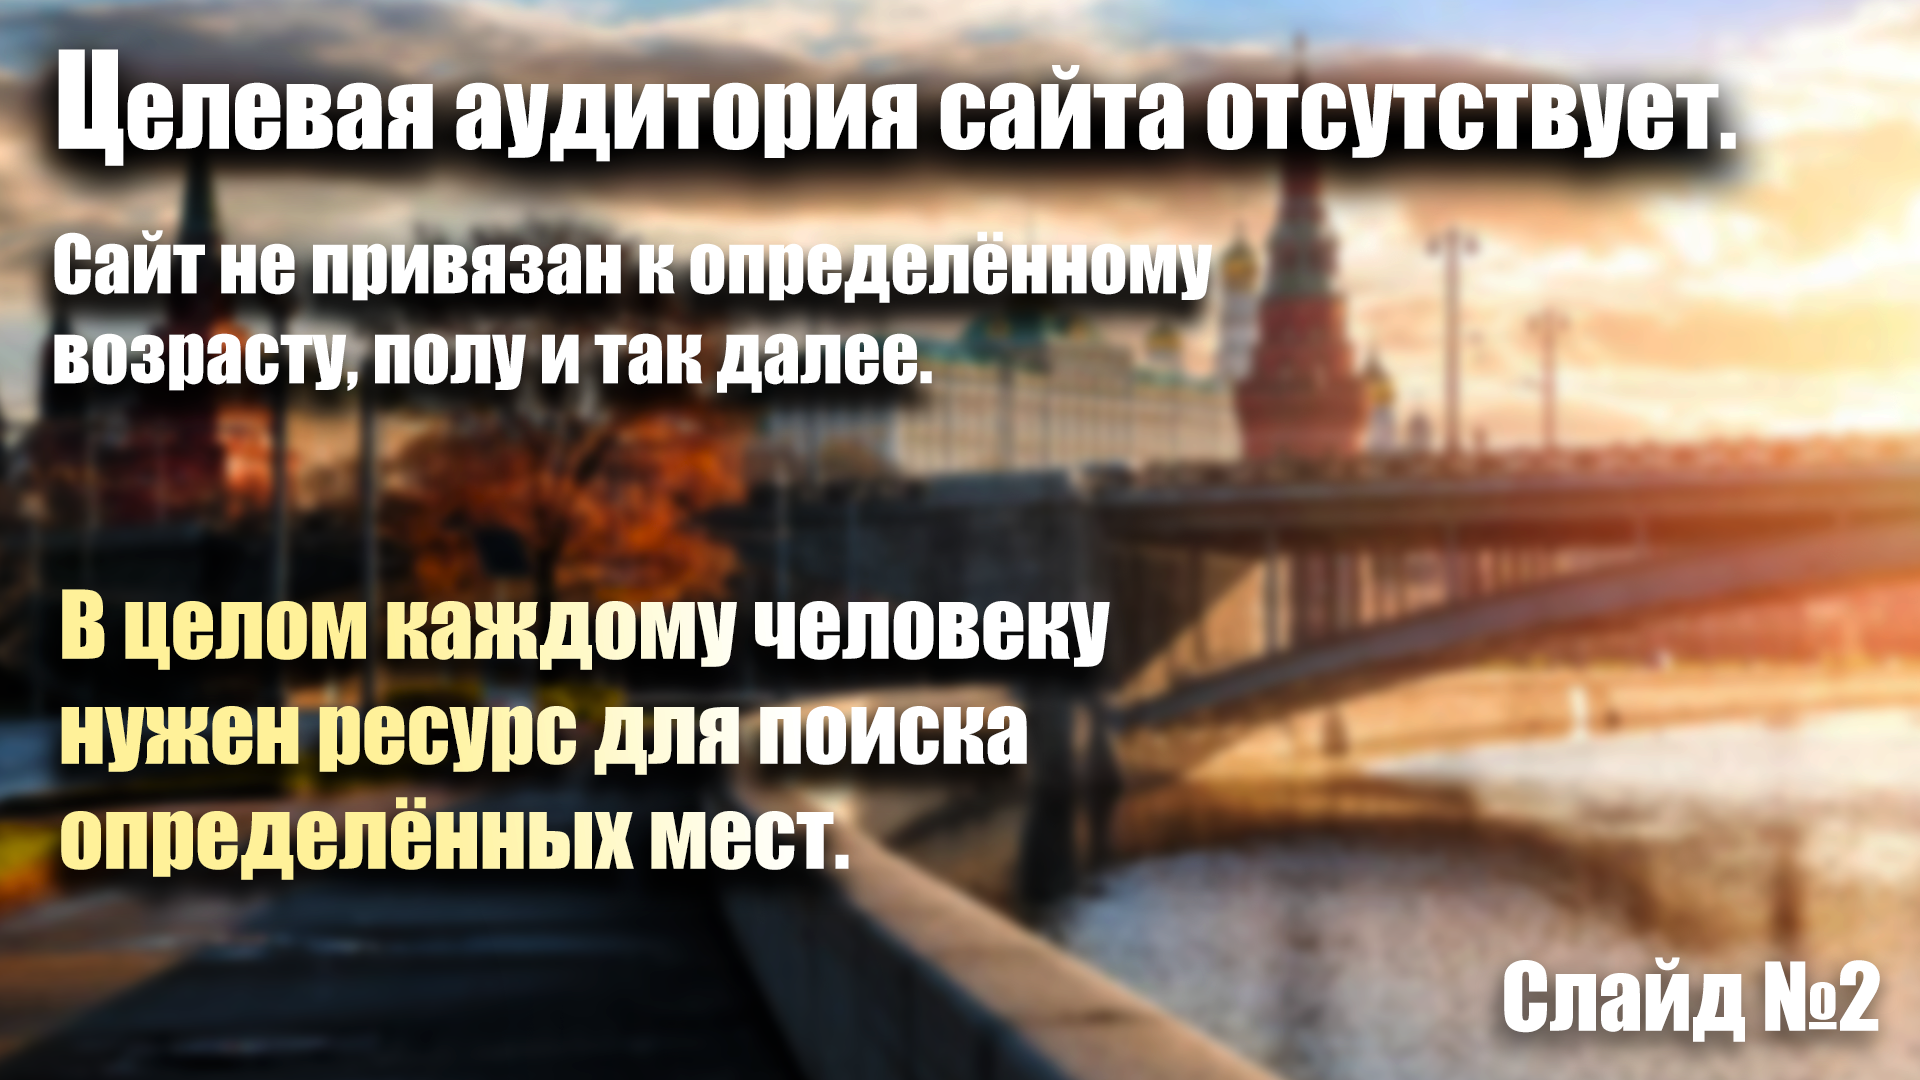 Целевая аудитория сайта отсутствует.
Сайт не привязан к определённому
возрасту, полу и так далее.
В целом каждому человеку
нужен ресурс для поиска
определённых мест.
Слайд №2